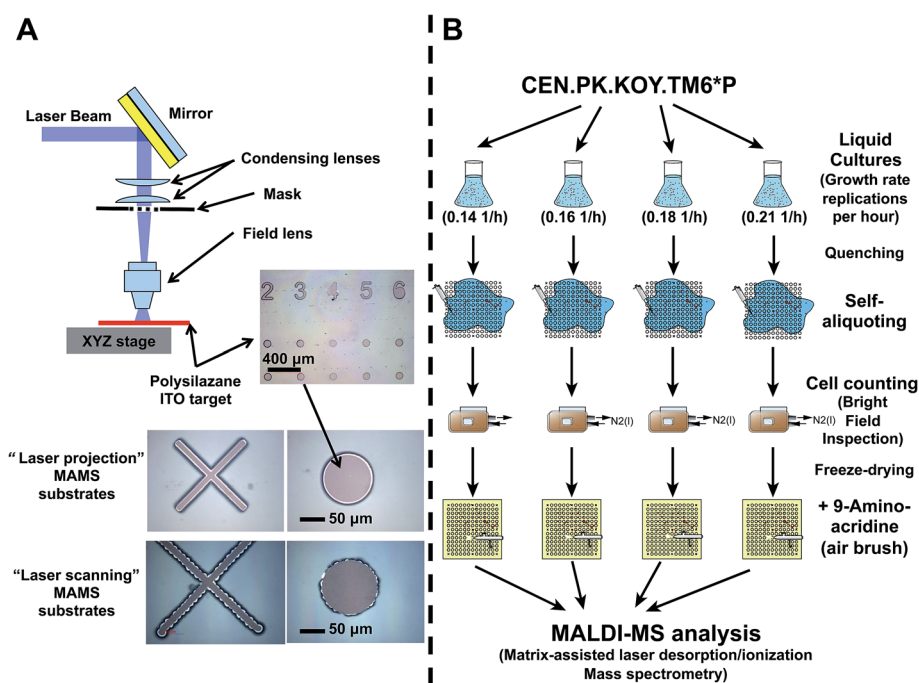 A
Laser Beam
Mirror
Condensing lenses
Mask
Field lens
XYZ stage
Polysilazane
ITO target
2 3 4 5 6
400 µm
“ Laser projection”
MAMS
substrates
50 µm
“Laser scanning”
MAMS
substrates
50 µm
B
CEN.PK.KOY.TM6*P
Liquid
Cultures
(Growth rate
replications
per hour)
(0.14 1/h)
(0.16 1/h)
(0.18 1/h)
(0.21 1/h)
Quenching
Self-
aliquoting
Cell counting
(Bright
Field
Inspection)
N2(l)
N2(l)
N2(l)
Freeze-drying
+ 9-Amino-
acridine
(air brush)
MALDI-MS analysis
(Matrix-assisted laser desorption/ionization
Mass spectrometry)